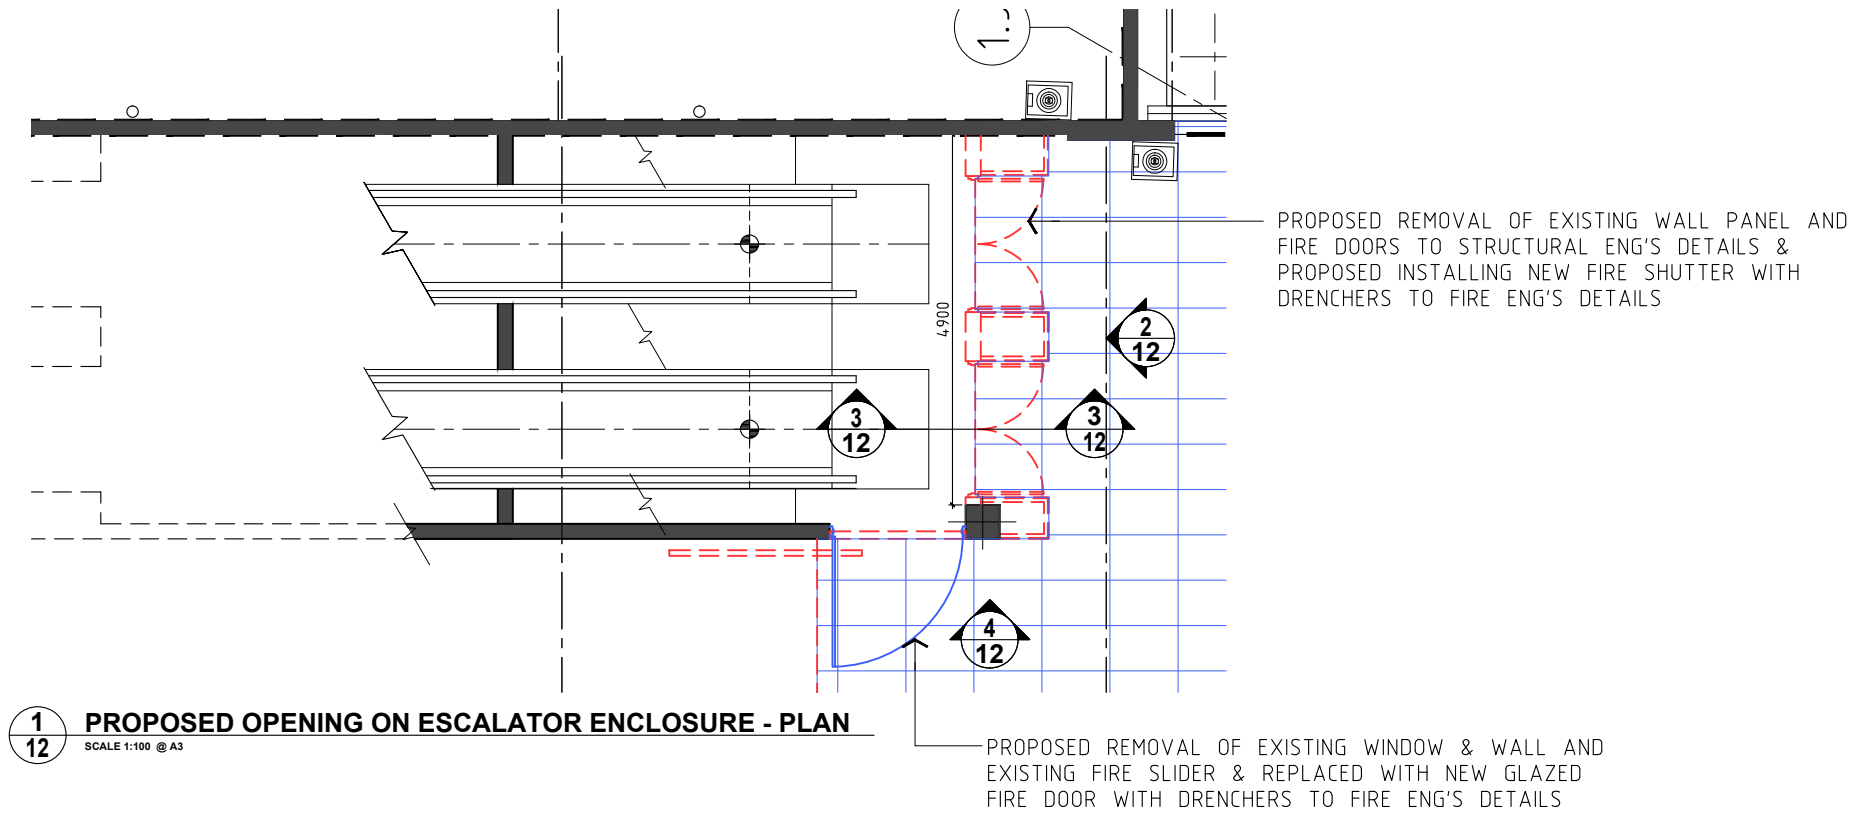 PROPOSED REMOVAL OF EXISTING WALL PANEL AND
FIRE DOORS TO STRUCTURAL ENG'S DETAILS &
PROPOSED INSTALLING NEW FIRE SHUTTER WITH
DRENCHERS TO FIRE ENG'S DETAILS
4900
2
12
3
12
3
12
4
12
1
12
PROPOSED OPENING ON ESCALATOR ENCLOSURE - PLAN
SCALE 1:100 @ A3
PROPOSED REMOVAL OF EXISTING WINDOW & WALL AND
EXISTING FIRE SLIDER & REPLACED WITH NEW GLAZED
FIRE DOOR WITH DRENCHERS TO FIRE ENG'S DETAILS